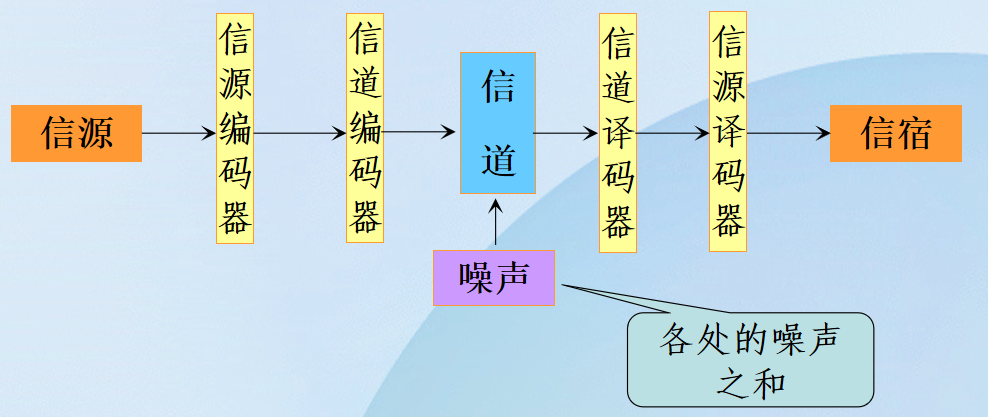 信源
信源编码器
信道编码器
信道
信道译码器
信源译码器
信宿
噪声
各处的噪声
之和